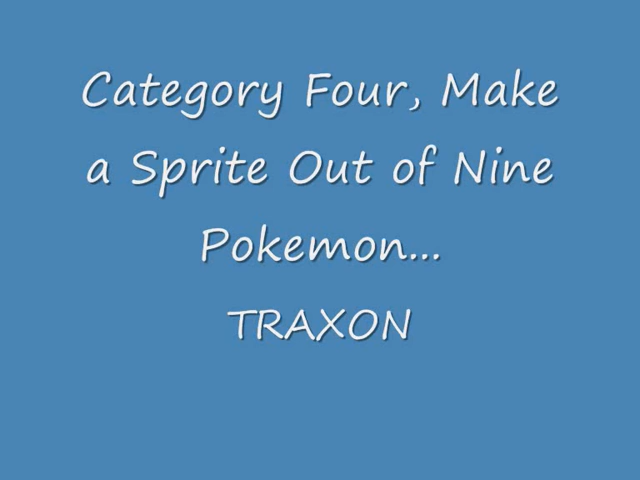 Category Four, Make
a Sprite Out of Nine
Pokemon...
TRAXON